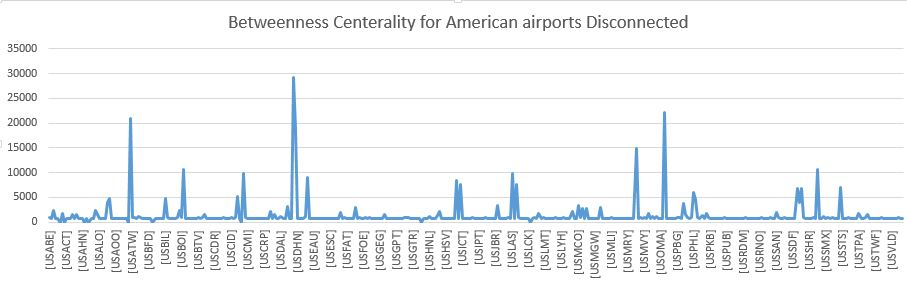 Betweenness Centerality for American airports Disconnected
35000
30000
25000
20000
15000
10000
5000
0
[USABE]
[USACT]
[USAHN]
[USALO]
[USAOO]
[USATW]
[USBFD]
[USBIL]
[USBOI]
[USBTV]
[USCDR]
[USCID]
[USCMI]
[USCRP]
[USDAL]
[USDHN]
[USEAU]
[USESC]
[USFAT]
[USFOE]
[USGEG]
[USGPT]
[USGTR]
[USHNL]
[USHSV]
[USICT]
[USIPT]
[USJBR]
[USLAS]
[USLCK]
[USLMT]
[USLYH]
[USMCO]
[USMGW]
[USMLI]
[USMRY]
[USMVY]
[USOMA]
[USPBG]
[USPHL]
[USPKB]
[USPUB]
[USRDM]
[USRNO]
[USSAN]
[USSDF]
[USSHR]
[USSMX]
[USSTS]
[USTPA]
[USTWF]
[USVLD]